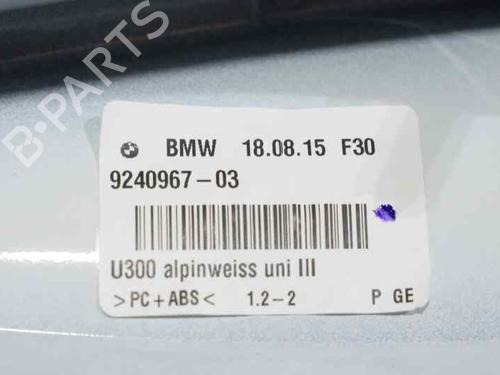 B-PARTS
BMW 18.08.15 F30
9240967-03
U300 alpinweiss uni III
>PC+ABS< 1.2-2 P GE